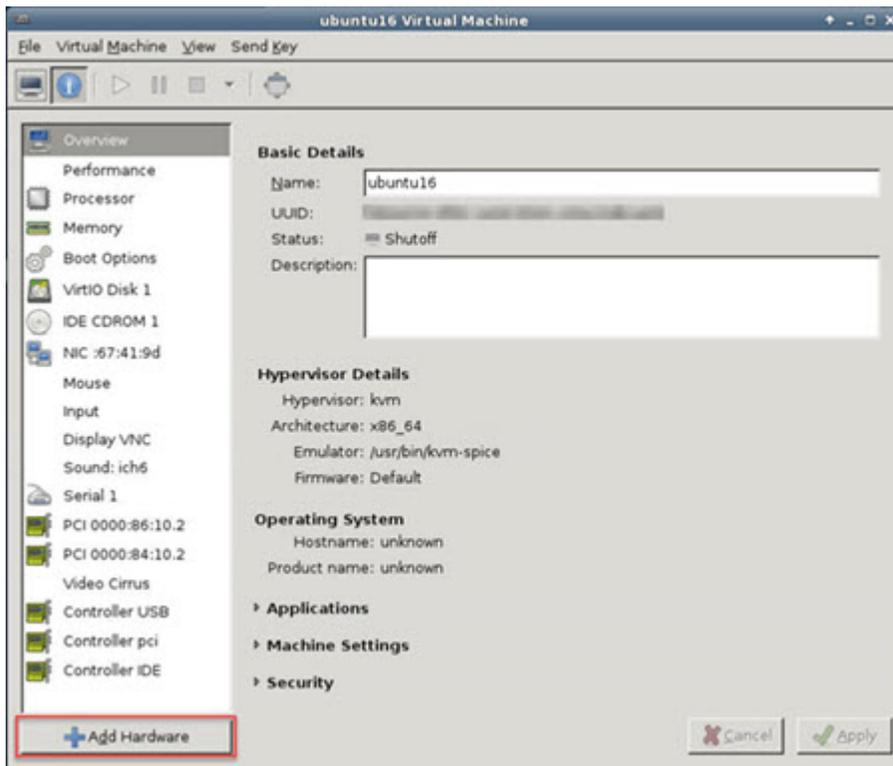 ubuntu16 Virtual Machine
File Virtual Machine View Send Key
Overview
Performance
Processor
Memory
Boot Options
VirtIO Disk 1
IDE CDROM 1
NIC :67:41:9d
Mouse
Input
Display VNC
Sound: ich6
Serial 1
PCI 0000:86:10.2
PCI 0000:84:10.2
Video Cirrus
Controller USB
Controller pci
Controller IDE
Add Hardware
Basic Details
Name: ubuntu16
UUID:
Status: Shutoff
Description:
Hypervisor Details
Hypervisor: kvm
Architecture: x86_64
Emulator: /usr/bin/kvm-spice
Firmware: Default
Operating System
Hostname: unknown
Product name: unknown
Applications
Machine Settings
Security
Cancel Apply